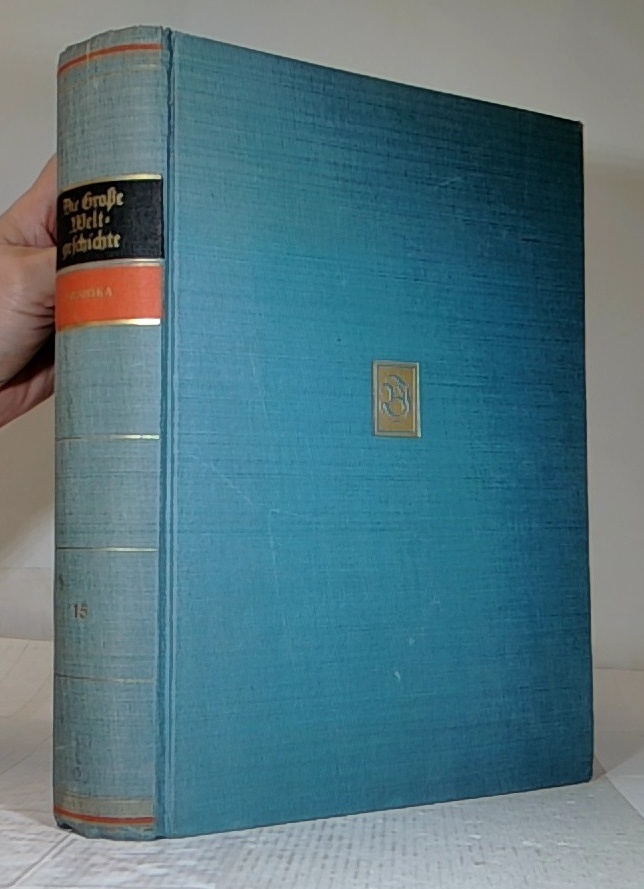 Die Große
Welt-
geschichte
15